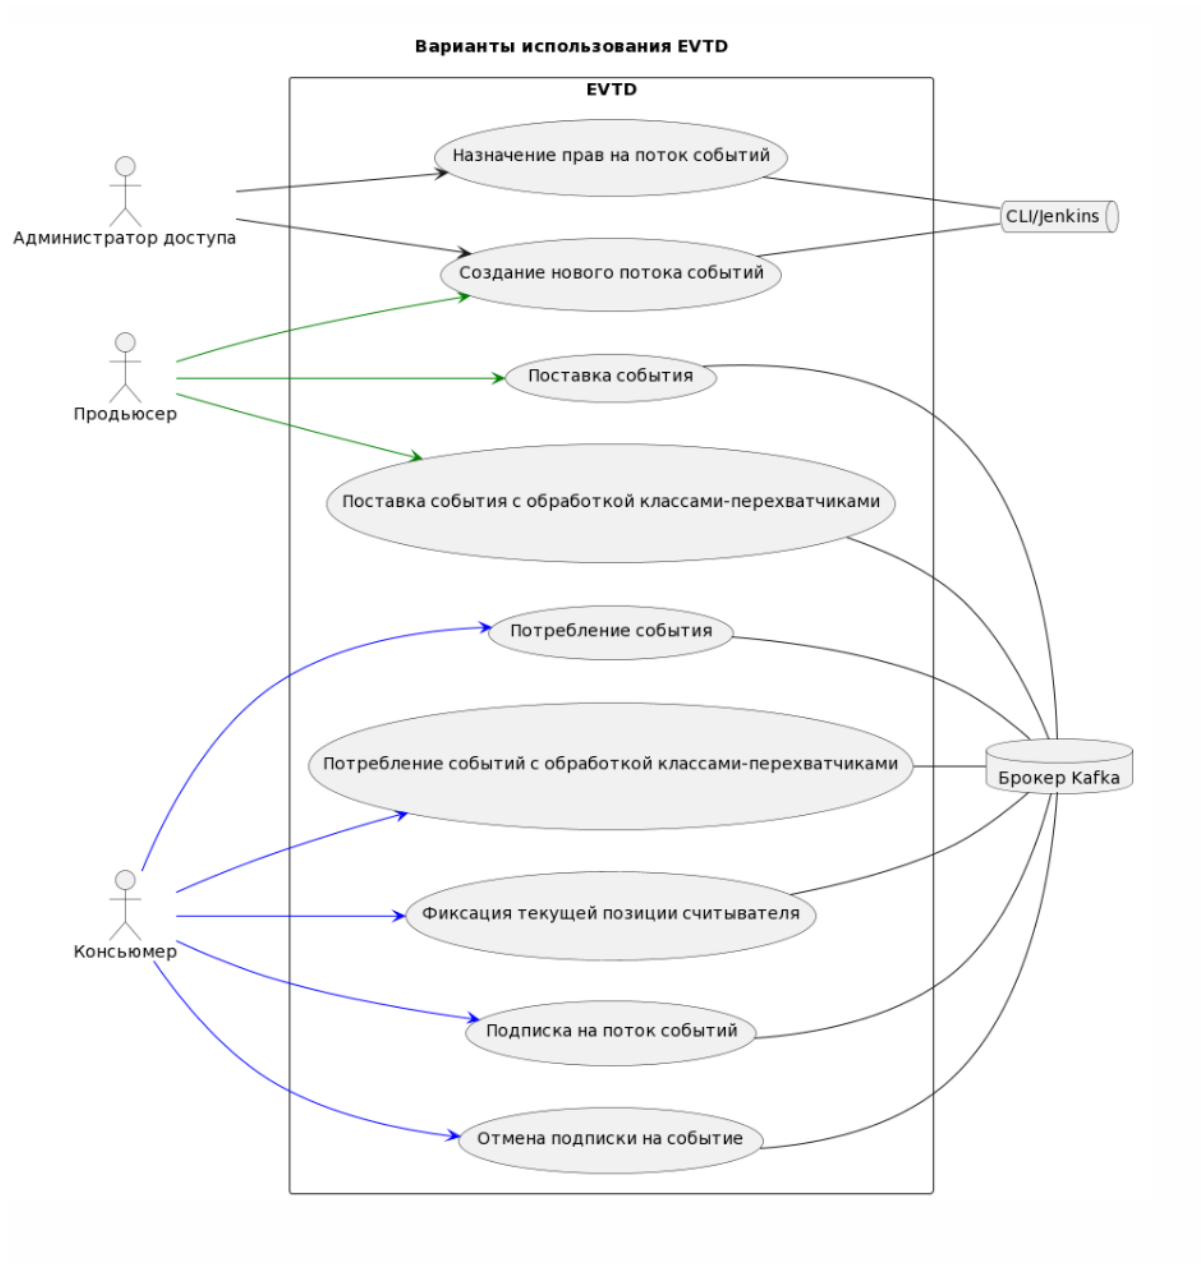 Варианты использования EVTD
EVTD
Назначение прав на поток событий
CLI/Jenkins
Администратор доступа
Создание нового потока событий
Поставка события
Продьюсер
Поставка события с обработкой классами-перехватчиками
Потребление события
Потребление событий с обработкой классами-перехватчиками
Брокер Kafka
Фиксация текущей позиции считывателя
Консьюмер
Подписка на поток событий
Отмена подписки на событие